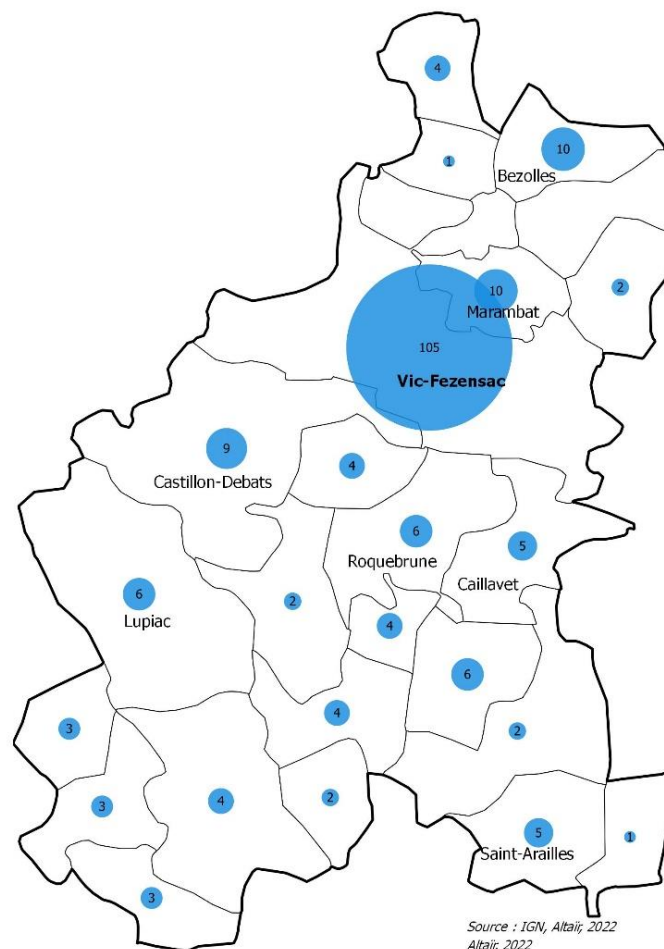 4
1
10
Bezolles
10
2
Marambat
105
Vic-Fezensac
9
Castillon-Debats
4
6
Roquebrune
5
Caillavet
6
Lupiac
2
4
6
4
2
3
3
4
2
5
Saint-Arailles
1
3
Source : IGN, Altair, 2022
Altair, 2022